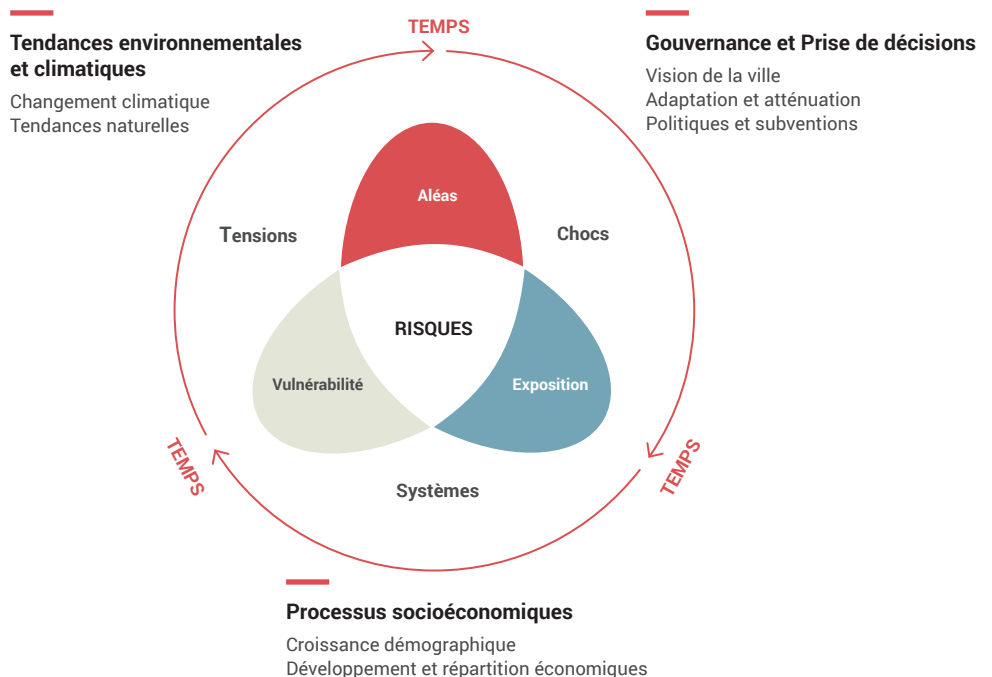 TEMPS
Tendances environnementales
et climatiques
Changement climatique
Tendances naturelles
Gouvernance et Prise de décisions
Vision de la ville
Adaptation et atténuation
Politiques et subventions
Aléas
Tensions
Chocs
RISQUES
Vulnérabilité
Exposition
TEMPS
TEMPS
Systèmes
Processus socioéconomiques
Croissance démographique
Développement et répartition économiques